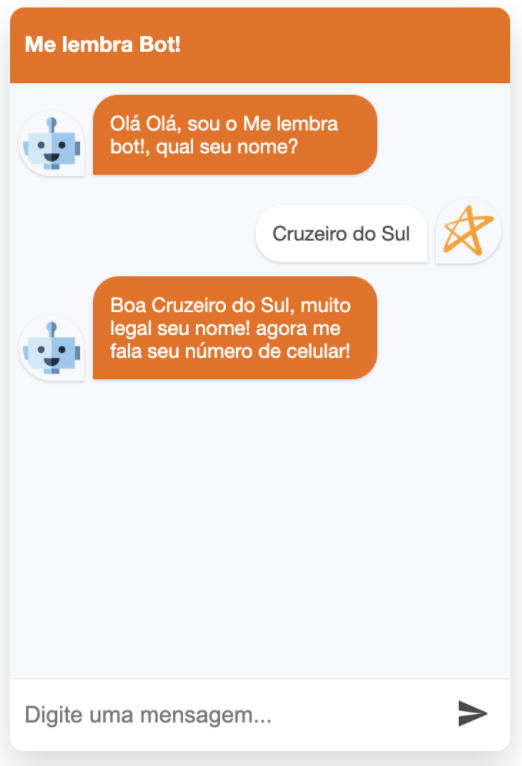 Me lembra Bot!
Olá Olá, sou o Me lembra
bot!, qual seu nome?
Cruzeiro do Sul
Boa Cruzeiro do Sul, muito
legal seu nome! agora me
fala seu número de celular!
Digite uma mensagem...